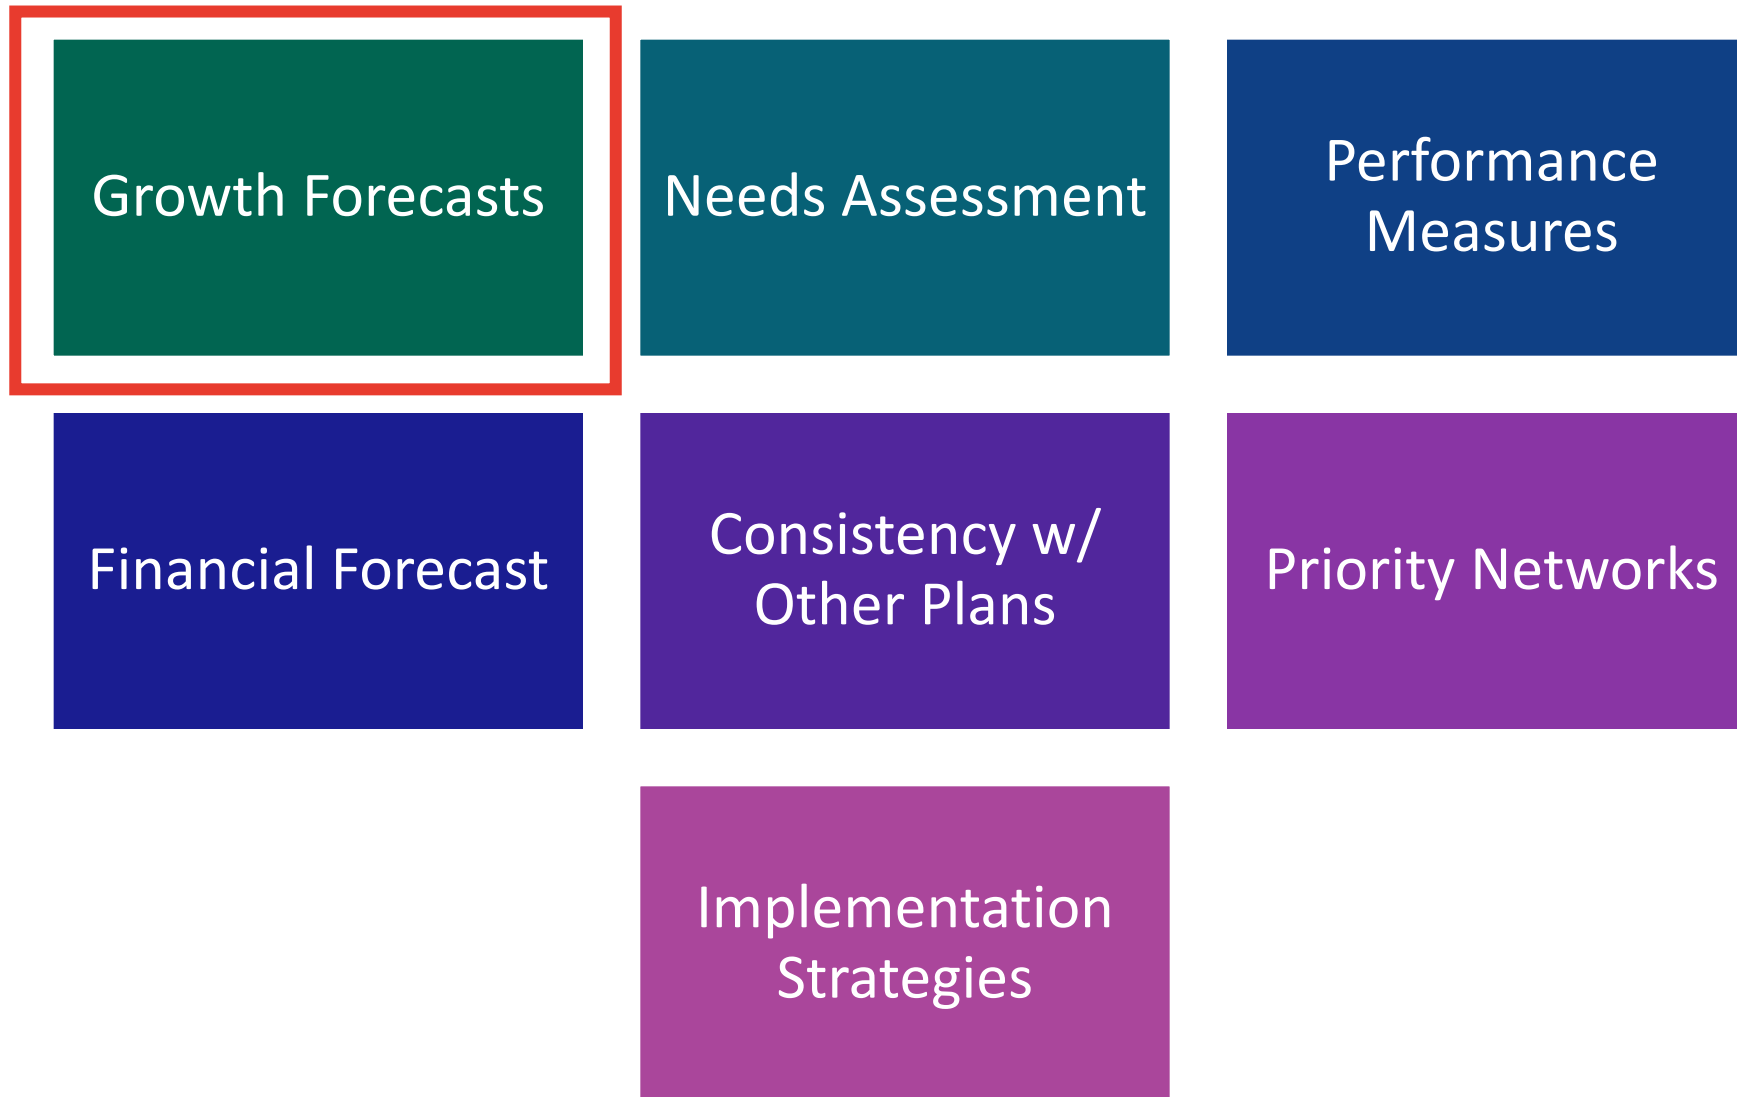 Growth Forecasts
Needs Assessment
Performance
Measures
Financial Forecast
Consistency w/
Other Plans
Priority Networks
Implementation
Strategies